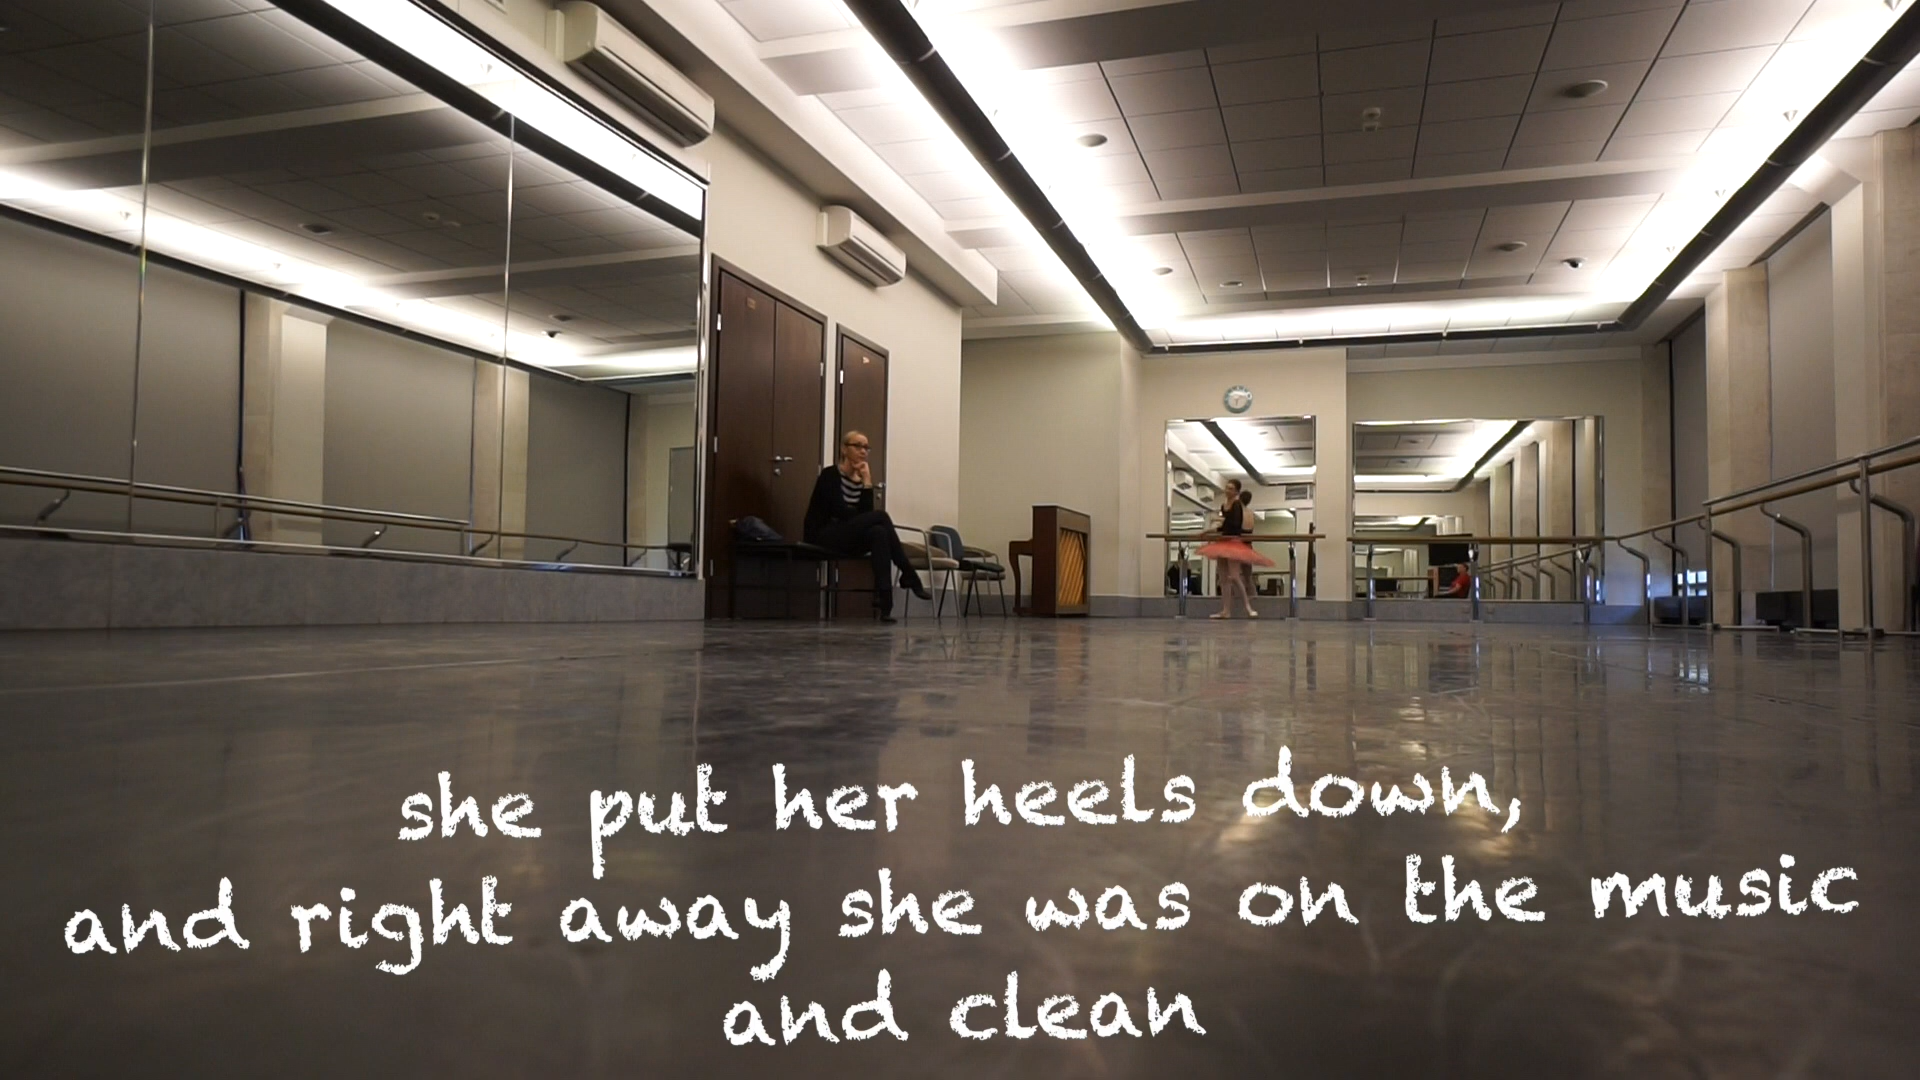 she put her heels down,
and right away she was on the music
and clean